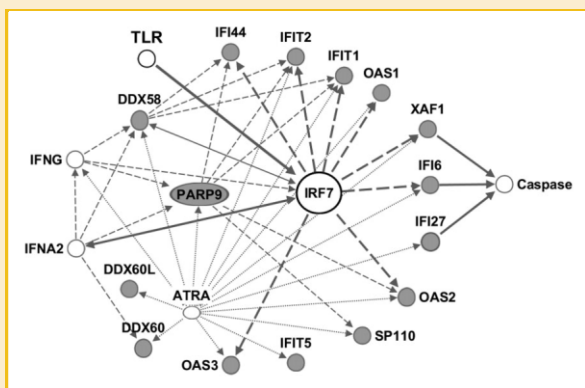 TLR
IFI44
IFIT2
IFIT1
OAS1
DDX58
XAF1
IFNG
PARP9
IRF7
IFI6
Caspase
IFI27
IFNA2
DDX60L
ATRA
OAS2
DDX60
SP110
OAS3
IFIT5